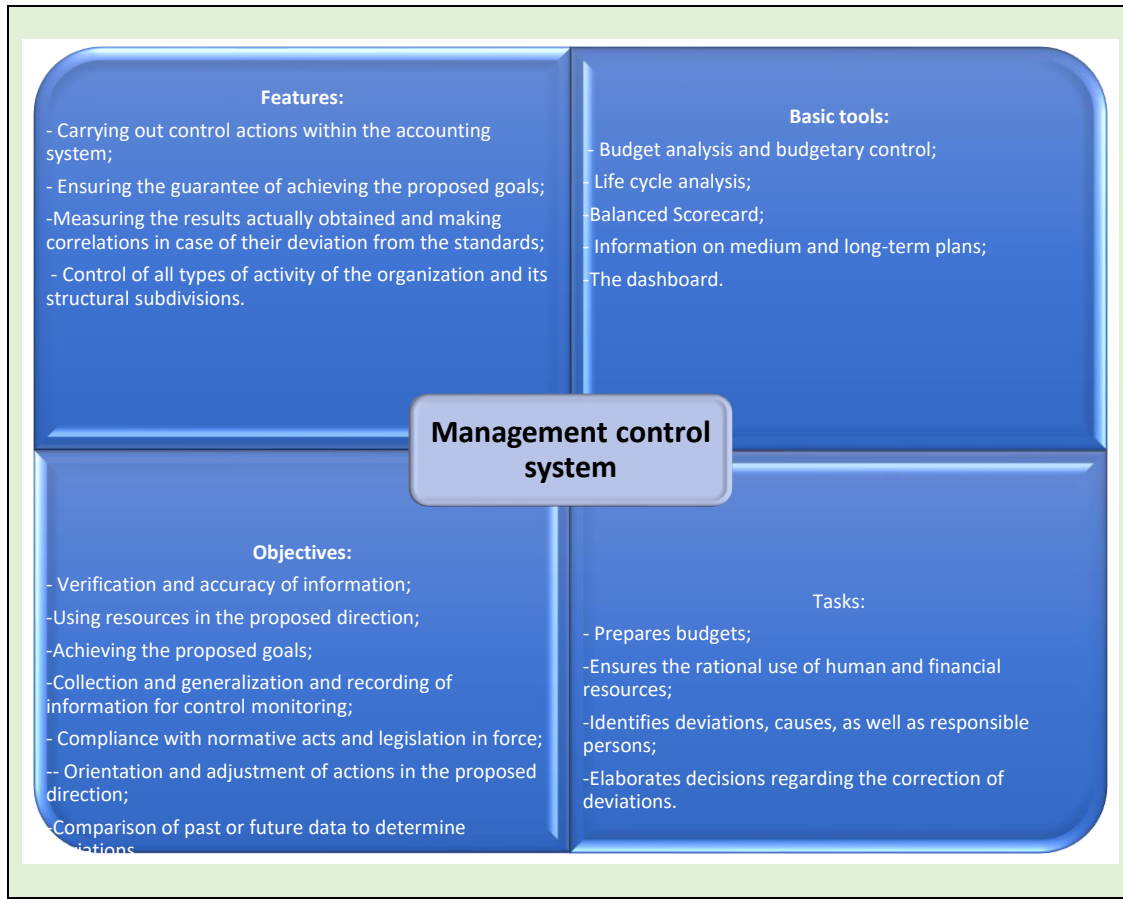 Features:
- Carrying out control actions within the accounting
system;
- Ensuring the guarantee of achieving the proposed goals;
-Measuring the results actually obtained and making
correlations in case of their deviation from the standards;
- Control of all types of activity of the organization and its
structural subdivisions.
Basic tools:
- Budget analysis and budgetary control;
- Life cycle analysis;
-Balanced Scorecard;
- Information on medium and long-term plans;
-The dashboard.
Management control
system
Objectives:
- Verification and accuracy of information;
-Using resources in the proposed direction;
-Achieving the proposed goals;
-Collection and generalization and recording of
information for control monitoring;
- Compliance with normative acts and legislation in force;
-- Orientation and adjustment of actions in the proposed
direction;
-Comparison of past or future data to determine
Tasks:
- Prepares budgets;
-Ensures the rational use of human and financial
resources;
-Identifies deviations, causes, as well as responsible
persons;
-Elaborates decisions regarding the correction of
deviations.